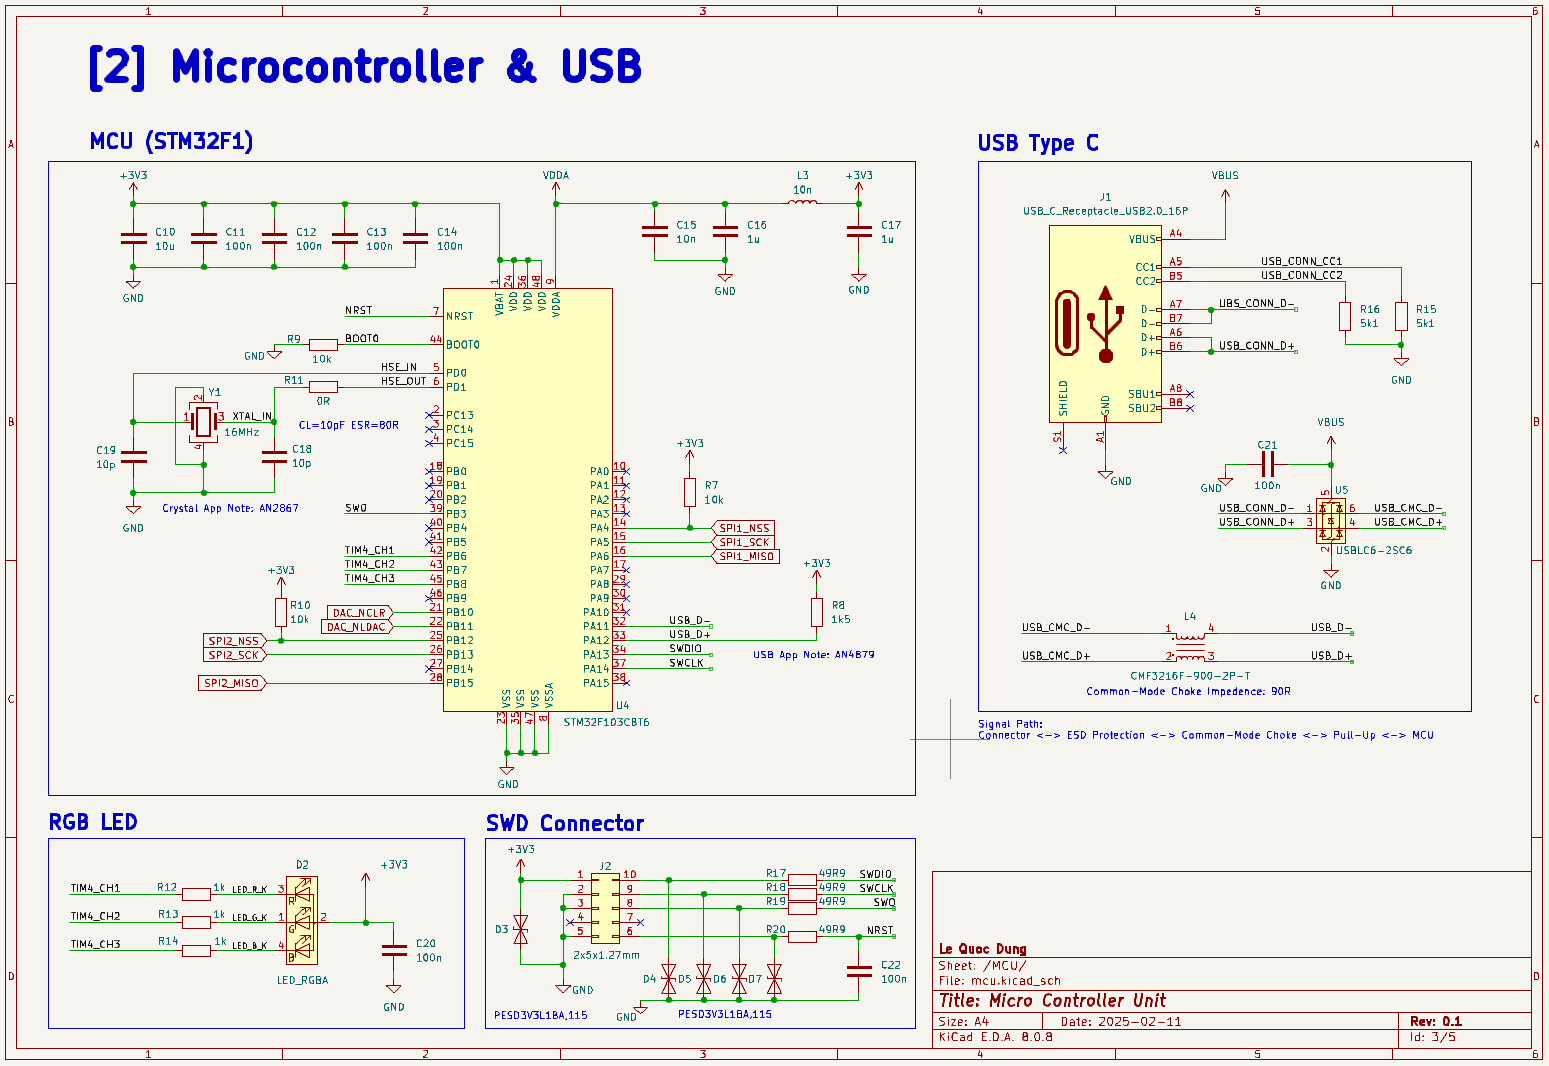 1 2 3 4 5 6
[2] Microcontroller & USB
MCU (STM32F1)
+3V3
C10
10u
C11
100n
C12
100n
C13
100n
C14
100n
GND
VDDA
L3
10n
+3V3
C15
10n
C16
1u
C17
1u
GND
GND
1 24 36 48 9
VBAT VDD VDD VDD VDDA
NRST 7 NRST
R9 BOOT0 44 BOOT0
GND 10k
HSE_IN 5 PD0
R11 HSE_OUT 6 PD1
0R
Y1
2
1 3 XTAL_IN
16MHz
4
CL=10pF ESR=80R
C19
10p
C18
10p
GND
Crystal App Note: AN2867
2 PC13
3 PC14
4 PC15
18 PB0
19 PB1
20 PB2
SWO 39 PB3
40 PB4
41 PB5
TIM4_CH1 42 PB6
TIM4_CH2 43 PB7
TIM4_CH3 45 PB8
46 PB9
DAC_NCLR 21 PB10
DAC_NLDAC 22 PB11
SPI2_NSS 25 PB12
SPI2_SCK 26 PB13
27 PB14
SPI2_MISO 28 PB15
+3V3
R10
10k
PA0 10
PA1 11
PA2 12
PA3 13
PA4 14 SPI1_NSS
PA5 15 SPI1_SCK
PA6 16 SPI1_MISO
PA7 17
PA8 29
PA9 30
PA10 31
PA11 32 USB_D-
PA12 33 USB_D+
PA13 34 SWDIO
PA14 37 SWCLK
PA15 38
+3V3
R7
10k
+3V3
R8
1k5
USB App Note: AN4879
VSS VSS VSS VSSA
23 35 47 8
U4
STM32F103CBT6
GND
USB Type C
VBUS
J1
USB_C_Receptacle_USB2.0_16P
VBUS A4
CC1 A5 USB_CONN_CC1
CC2 B5 USB_CONN_CC2
D- A7 UBS_CONN_D-
D- B7
D+ A6
D+ B6 USB_CONN_D+
SBU1 A8
SBU2 B8
SHIELD GND
S1 A1
GND
R16
5k1
R15
5k1
GND
VBUS
C21
100n
GND
U5
5
USB_CONN_D- 1 6 USB_CMC_D-
USB_CONN_D+ 3 4 USB_CMC_D+
2
USBLC6-2SC6
GND
L4
USB_CMC_D- 1 4 USB_D-
USB_CMC_D+ 2 3 USB_D+
CMF3216F-900-2P-T
Common-Mode Choke Impedence: 90R
Signal Path:
Connector <-> ESD Protection <-> Common-Mode Choke <-> Pull-Up <-> MCU
RGB LED
D2
+3V3
TIM4_CH1 R12 1k LED_R_K 3 R
TIM4_CH2 R13 1k LED_G_K 1 G 2
TIM4_CH3 R14 1k LED_B_K 4 B
LED_RGBA
C20
100n
GND
SWD Connector
+3V3
J2
1 10
2 9
3 8
4 7
5 6
D3
2x5x1.27mm
GND
PESD3V3L1BA,115
R17 49R9 SWDIO
R18 49R9 SWCLK
R19 49R9 SWO
R20 49R9 NRST
D4 D5 D6 D7
C22
100n
GND
PESD3V3L1BA,115
Le Quoc Dung
Sheet: /MCU/
File: mcu.kicad_sch
Title: Micro Controller Unit
Size: A4 Date: 2025-02-11 Rev: 0.1
KiCad E.D.A. 8.0.8 Id: 3/5
A A
B B
C C
D D
1 2 3 4 5 6